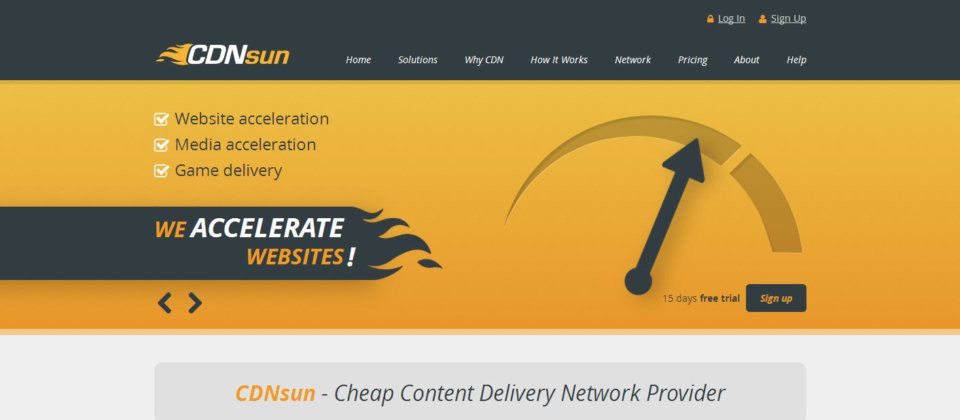 Log In Sign Up
CDNsun
Home Solutions Why CDN How It Works Network Pricing About Help
Website acceleration
Media acceleration
Game delivery
WE ACCELERATE
WEBSITES!
15 days free trial Sign up
CDNsun - Cheap Content Delivery Network Provider